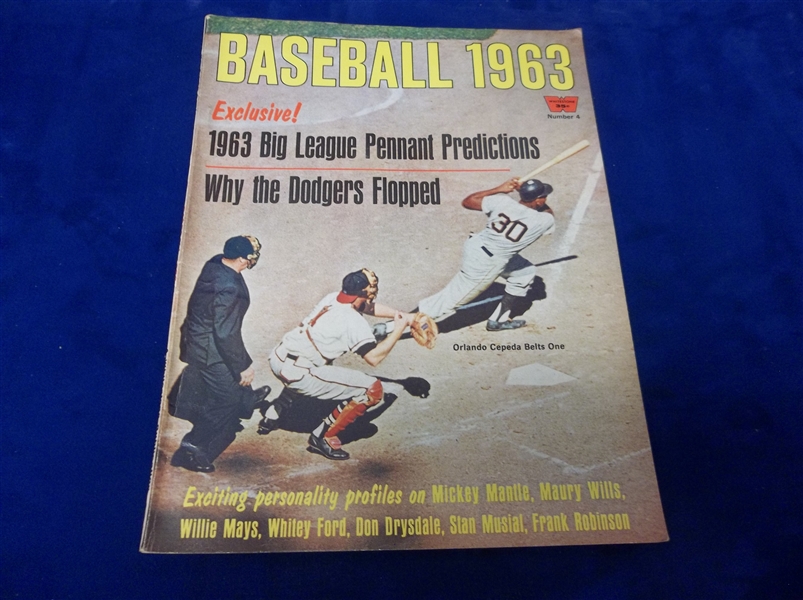 BASEBALL 1963
Exclusive!
35¢
Number 4
1963 Big League Pennant Predictions
Why the Dodgers Flopped
30
Orlando Cepeda Belts One
Exciting personality profiles on Mickey Mantle, Maury Wills,
Willie Mays, Whitey Ford, Don Drysdale, Stan Musial, Frank Robinson